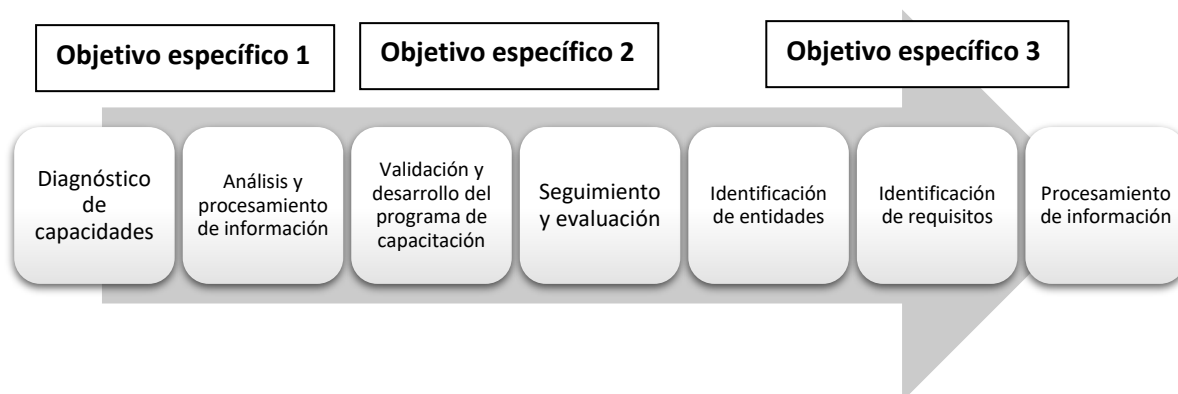 Objetivo específico 1
Objetivo específico 2
Objetivo específico 3
Diagnóstico
de
capacidades
Análisis y
procesamiento
de información
Validación y
desarrollo del
programa de
capacitación
Seguimiento
y evaluación
Identificación
de entidades
Identificación
de requisitos
Procesamiento
de información